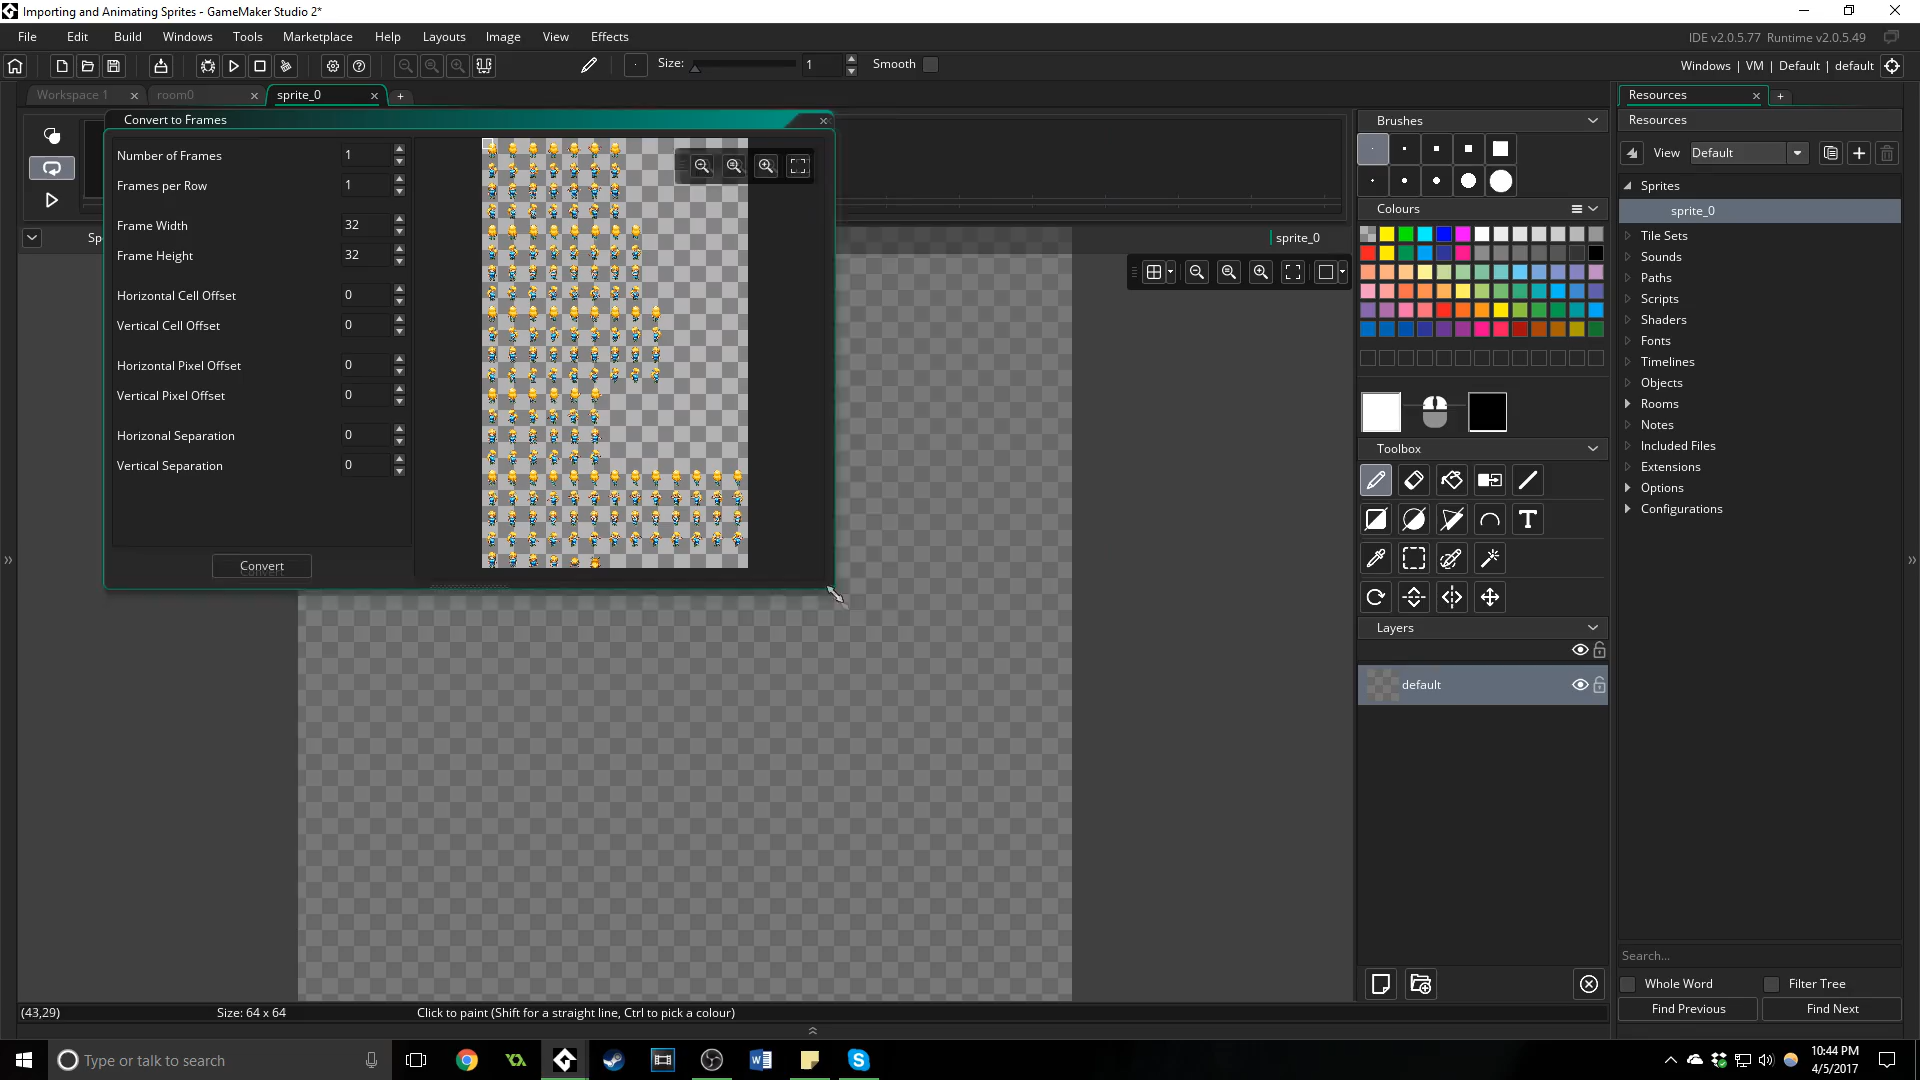 Importing and Animating Sprites - GameMaker Studio 2*
File Edit Build Windows Tools Marketplace Help Layouts Image View Effects
IDE v2.0.5.77 Runtime v2.0.5.49
Size: 1 Smooth
Windows | VM | Default | default
Workspace 1 room0 sprite_0
Convert to Frames
Number of Frames 1
Frames per Row 1
Frame Width 32
Frame Height 32
Horizontal Cell Offset 0
Vertical Cell Offset 0
Horizontal Pixel Offset 0
Vertical Pixel Offset 0
Horizonal Separation 0
Vertical Separation 0
Convert
Sp
sprite_0
Brushes
Colours
Toolbox
T
Layers
default
Resources
Resources
View Default
Sprites
sprite_0
Tile Sets
Sounds
Paths
Scripts
Shaders
Fonts
Timelines
Objects
Rooms
Notes
Included Files
Extensions
Options
Configurations
Search...
Whole Word Filter Tree
Find Previous Find Next
(43,29) Size: 64 x 64 Click to paint (Shift for a straight line, Ctrl to pick a colour)
Type or talk to search
10:44 PM
4/5/2017